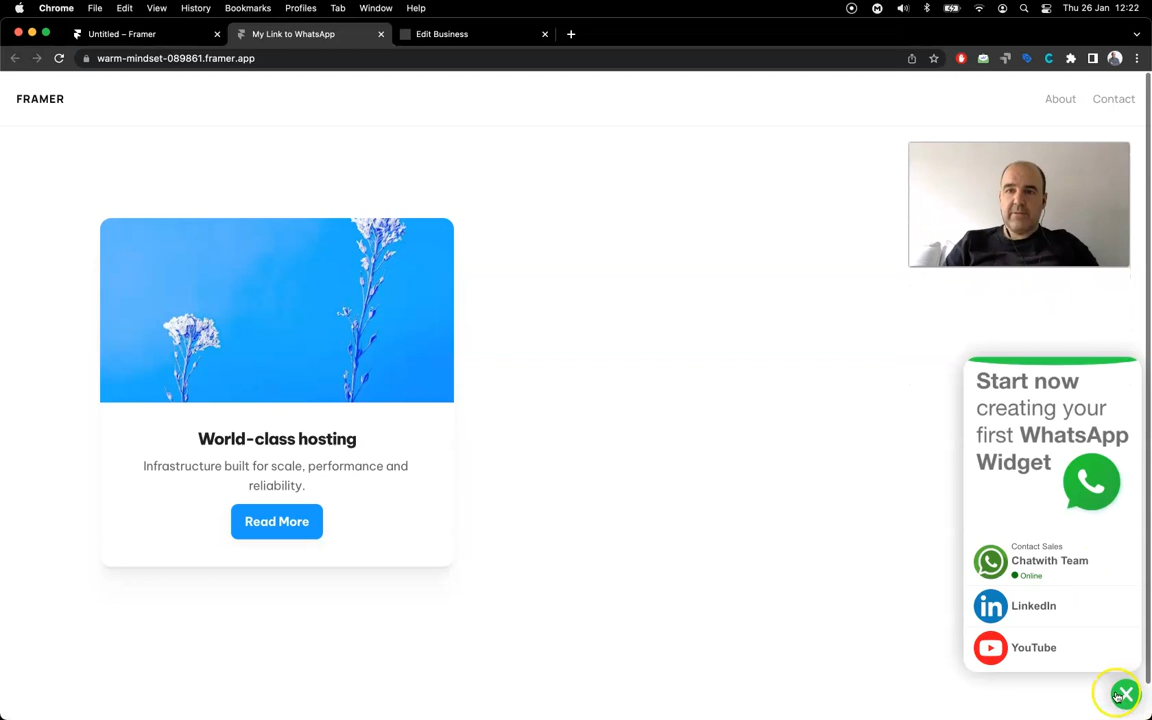 Chrome File Edit View History Bookmarks Profiles Tab Window Help Thu 26 Jan 12:22
Untitled – Framer My Link to WhatsApp Edit Business
warm-mindset-089861.framer.app
FRAMER About Contact
World-class hosting
Infrastructure built for scale, performance and
reliability.
Read More
Start now
creating your
first WhatsApp
Widget
Contact Sales
Chatwith Team
Online
LinkedIn
YouTube